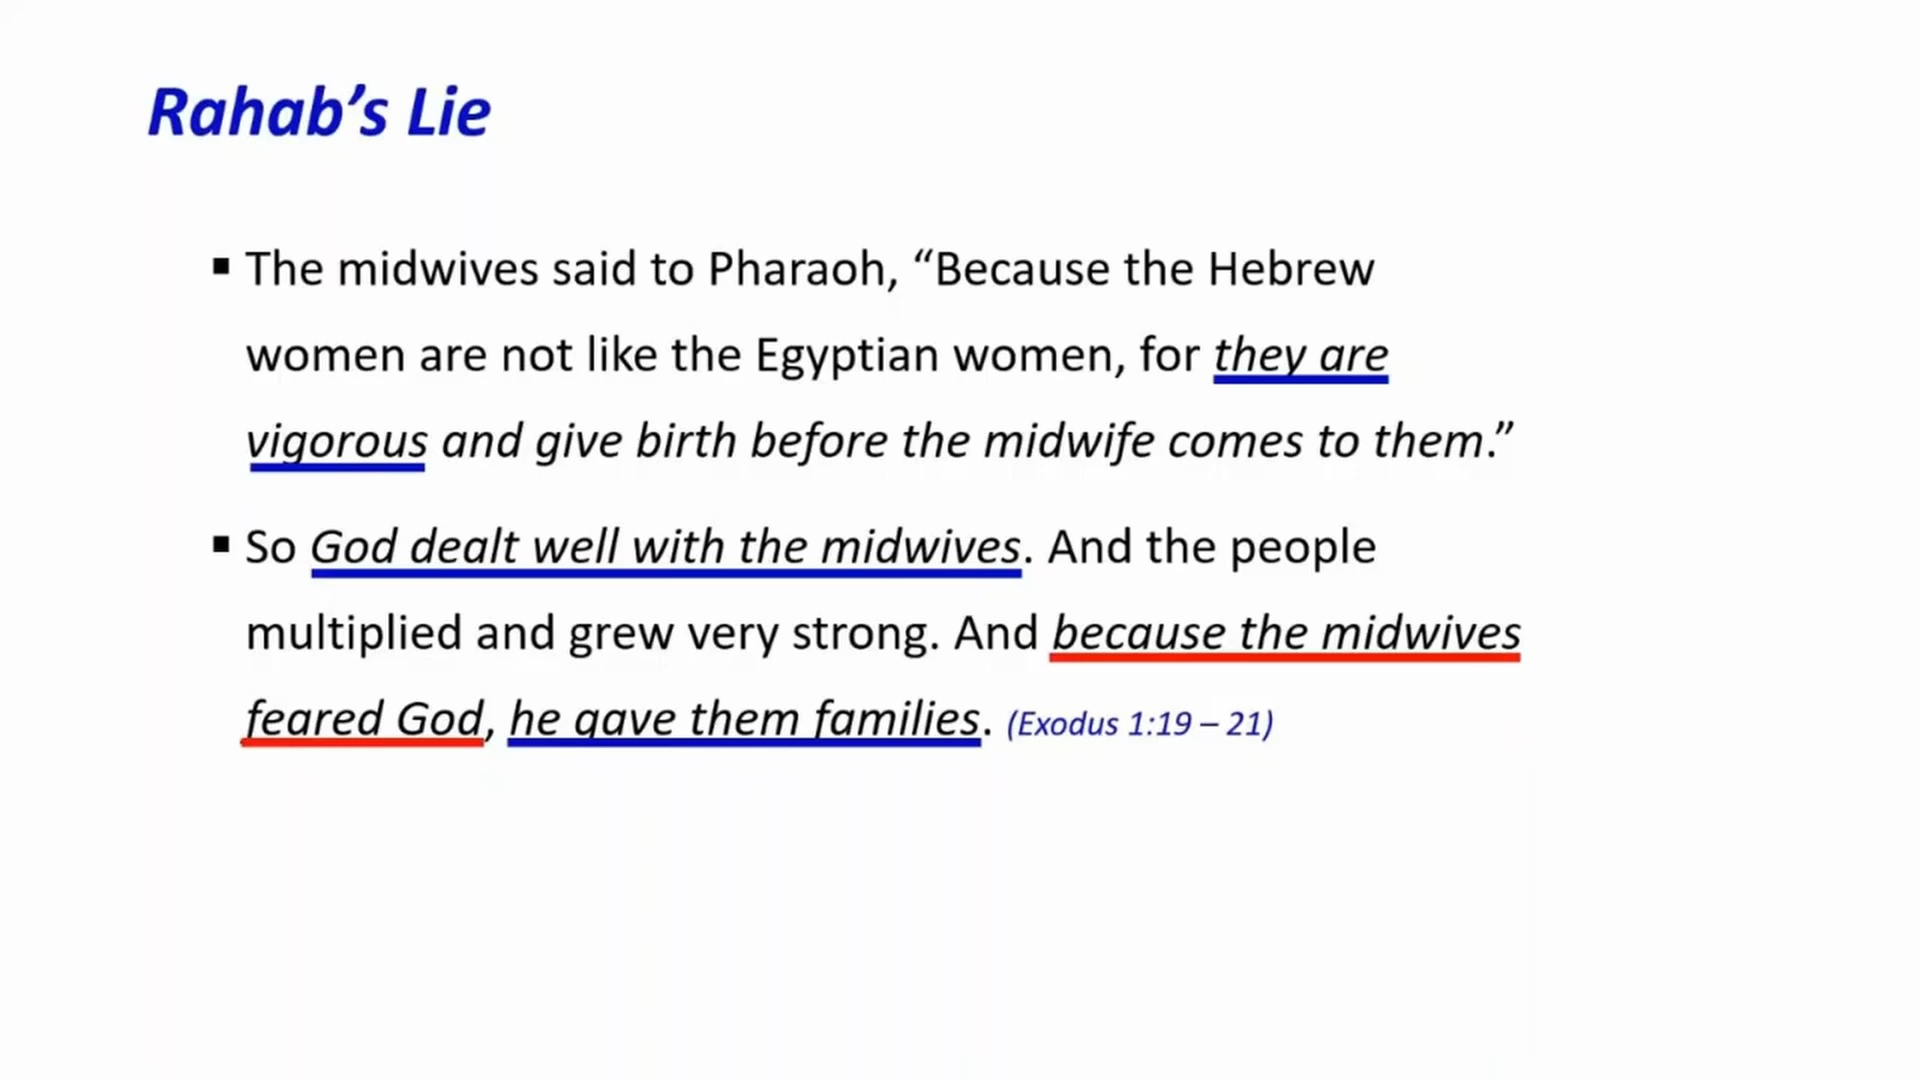 Rahab’s Lie
▪ The midwives said to Pharaoh, “Because the Hebrew
women are not like the Egyptian women, for they are
vigorous and give birth before the midwife comes to them.”
▪ So God dealt well with the midwives. And the people
multiplied and grew very strong. And because the midwives
feared God, he gave them families. (Exodus 1:19 – 21)